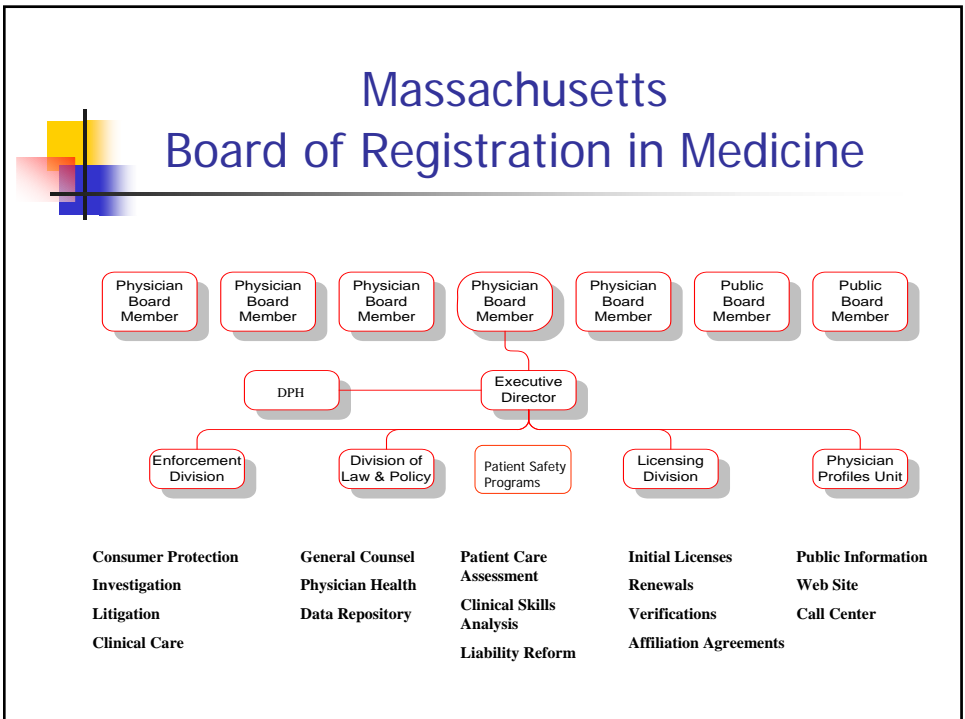 Massachusetts
Board of Registration in Medicine
Physician
Board
Member
Physician
Board
Member
Physician
Board
Member
Physician
Board
Member
Physician
Board
Member
Public
Board
Member
Public
Board
Member
DPH
Executive
Director
Enforcement
Division
Division of
Law & Policy
Patient Safety
Programs
Licensing
Division
Physician
Profiles Unit
Consumer Protection
Investigation
Litigation
Clinical Care
General Counsel
Physician Health
Data Repository
Patient Care
Assessment
Clinical Skills
Analysis
Liability Reform
Initial Licenses
Renewals
Verifications
Affiliation Agreements
Public Information
Web Site
Call Center